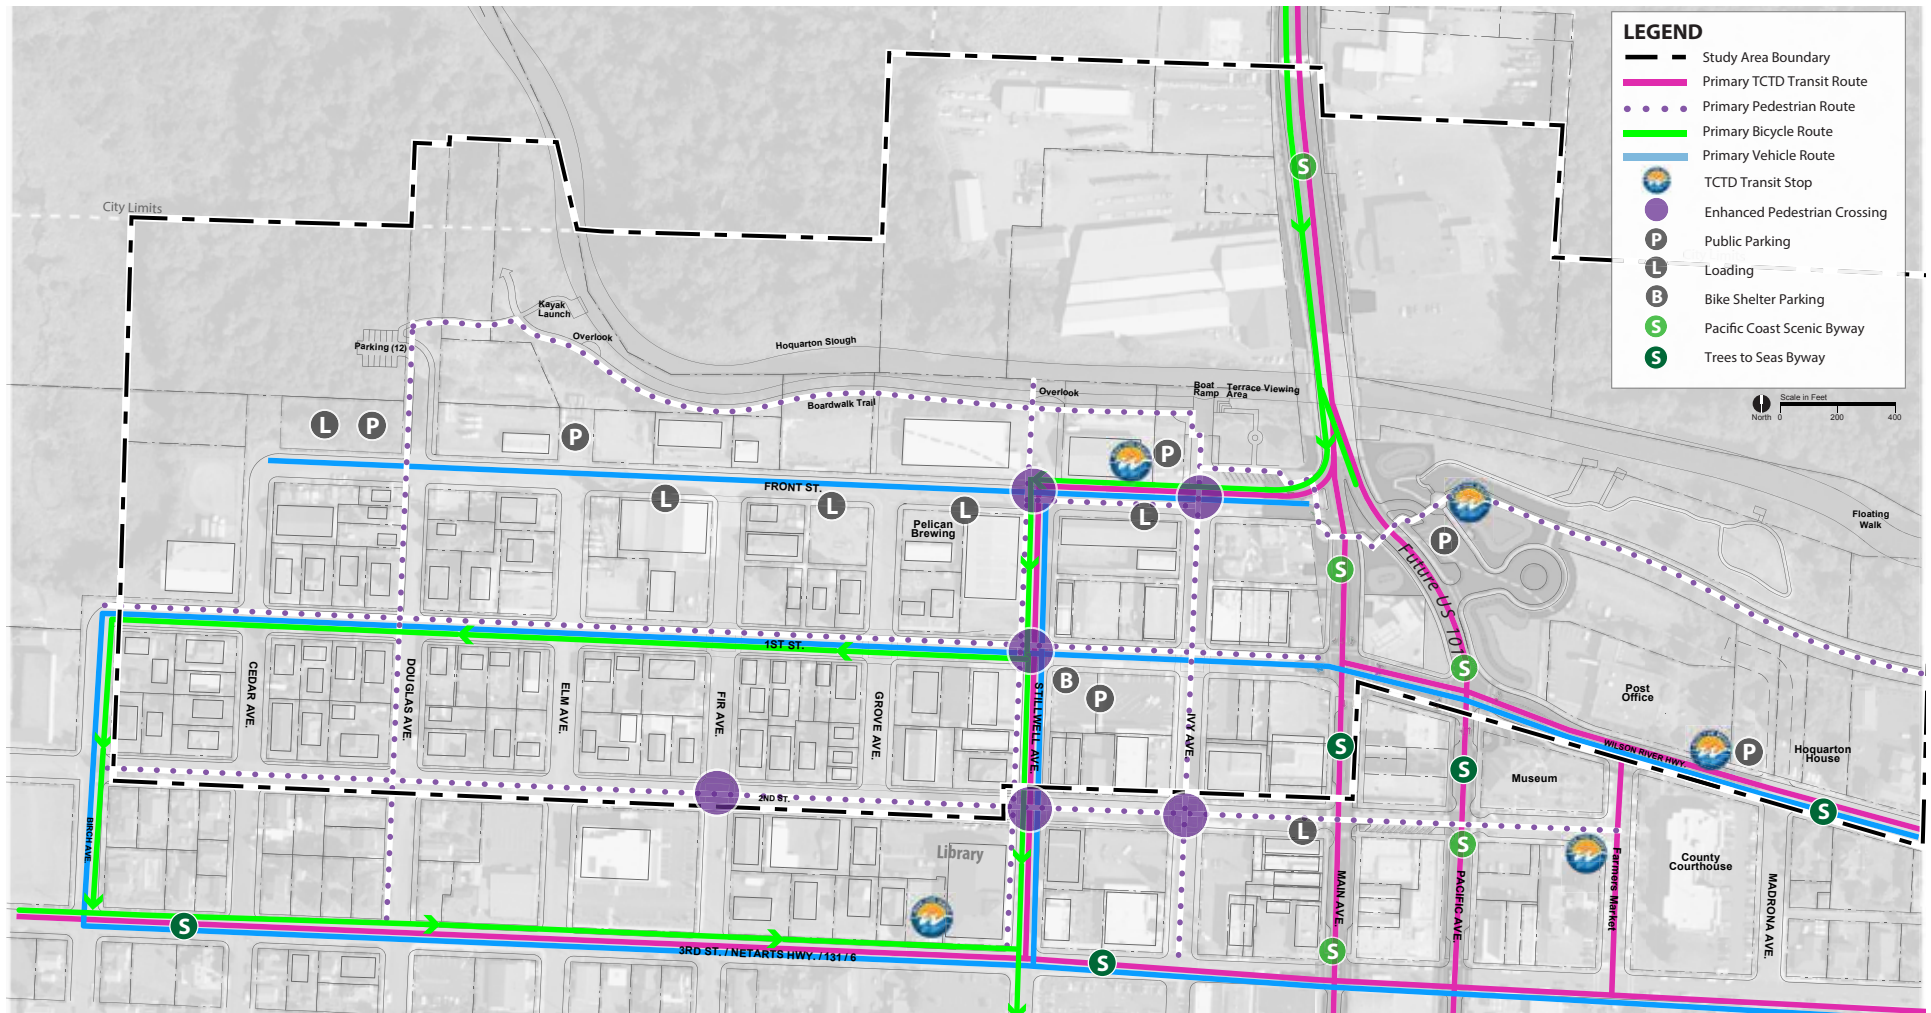 LEGEND
Study Area Boundary
Primary TCTD Transit Route
Primary Pedestrian Route
Primary Bicycle Route
Primary Vehicle Route
TCTD Transit Stop
Enhanced Pedestrian Crossing
P Public Parking
L Loading
B Bike Shelter Parking
S Pacific Coast Scenic Byway
S Trees to Seas Byway
North
Scale in Feet
0 200 400
City Limits
S
Kayak
Launch
Overlook
Parking (12)
Hoquarton Slough
Boardwalk Trail
Overlook
Boat
Ramp
Terrace Viewing
Area
L P
P
P
FRONT ST.
L
L
L
L
Pelican
Brewing
P
Floating
Walk
Future US 101
S
S
1ST ST.
B
P
CEDAR AVE.
DOUGLAS AVE.
ELM AVE.
FIR AVE.
GROVE AVE.
STILLWELL AVE.
IVY AVE.
Post
Office
S
S
WILSON RIVER HWY.
P
Hoquarton
House
Museum
S
2ND ST.
L
S
BIRCH AVE.
Library
MAIN AVE.
PACIFIC AVE.
Farmers Market
County
Courthouse
MADRONA AVE.
S
3RD ST. / NETARTS HWY. / 131 / 6
S
S